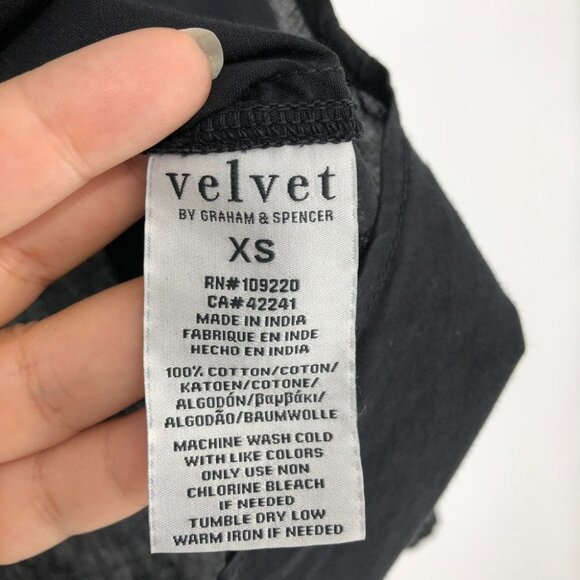 velvet
BY GRAHAM & SPENCER
XS
RN#109220
CA#42241
MADE IN INDIA
FABRIQUE EN INDE
HECHO EN INDIA
100% COTTON/COTON/
KATOEN/COTONE/
ALGODÓN/βαμβάκι/
ALGODÃO/BAUMWOLLE
MACHINE WASH COLD
WITH LIKE COLORS
ONLY USE NON
CHLORINE BLEACH
IF NEEDED
TUMBLE DRY LOW
WARM IRON IF NEEDED